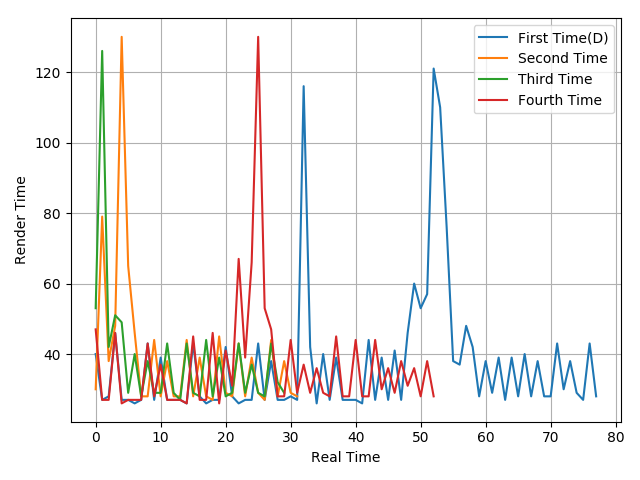 First Time(D)
Second Time
Third Time
Fourth Time
120
100
80
60
40
Render Time
0 10 20 30 40 50 60 70 80
Real Time